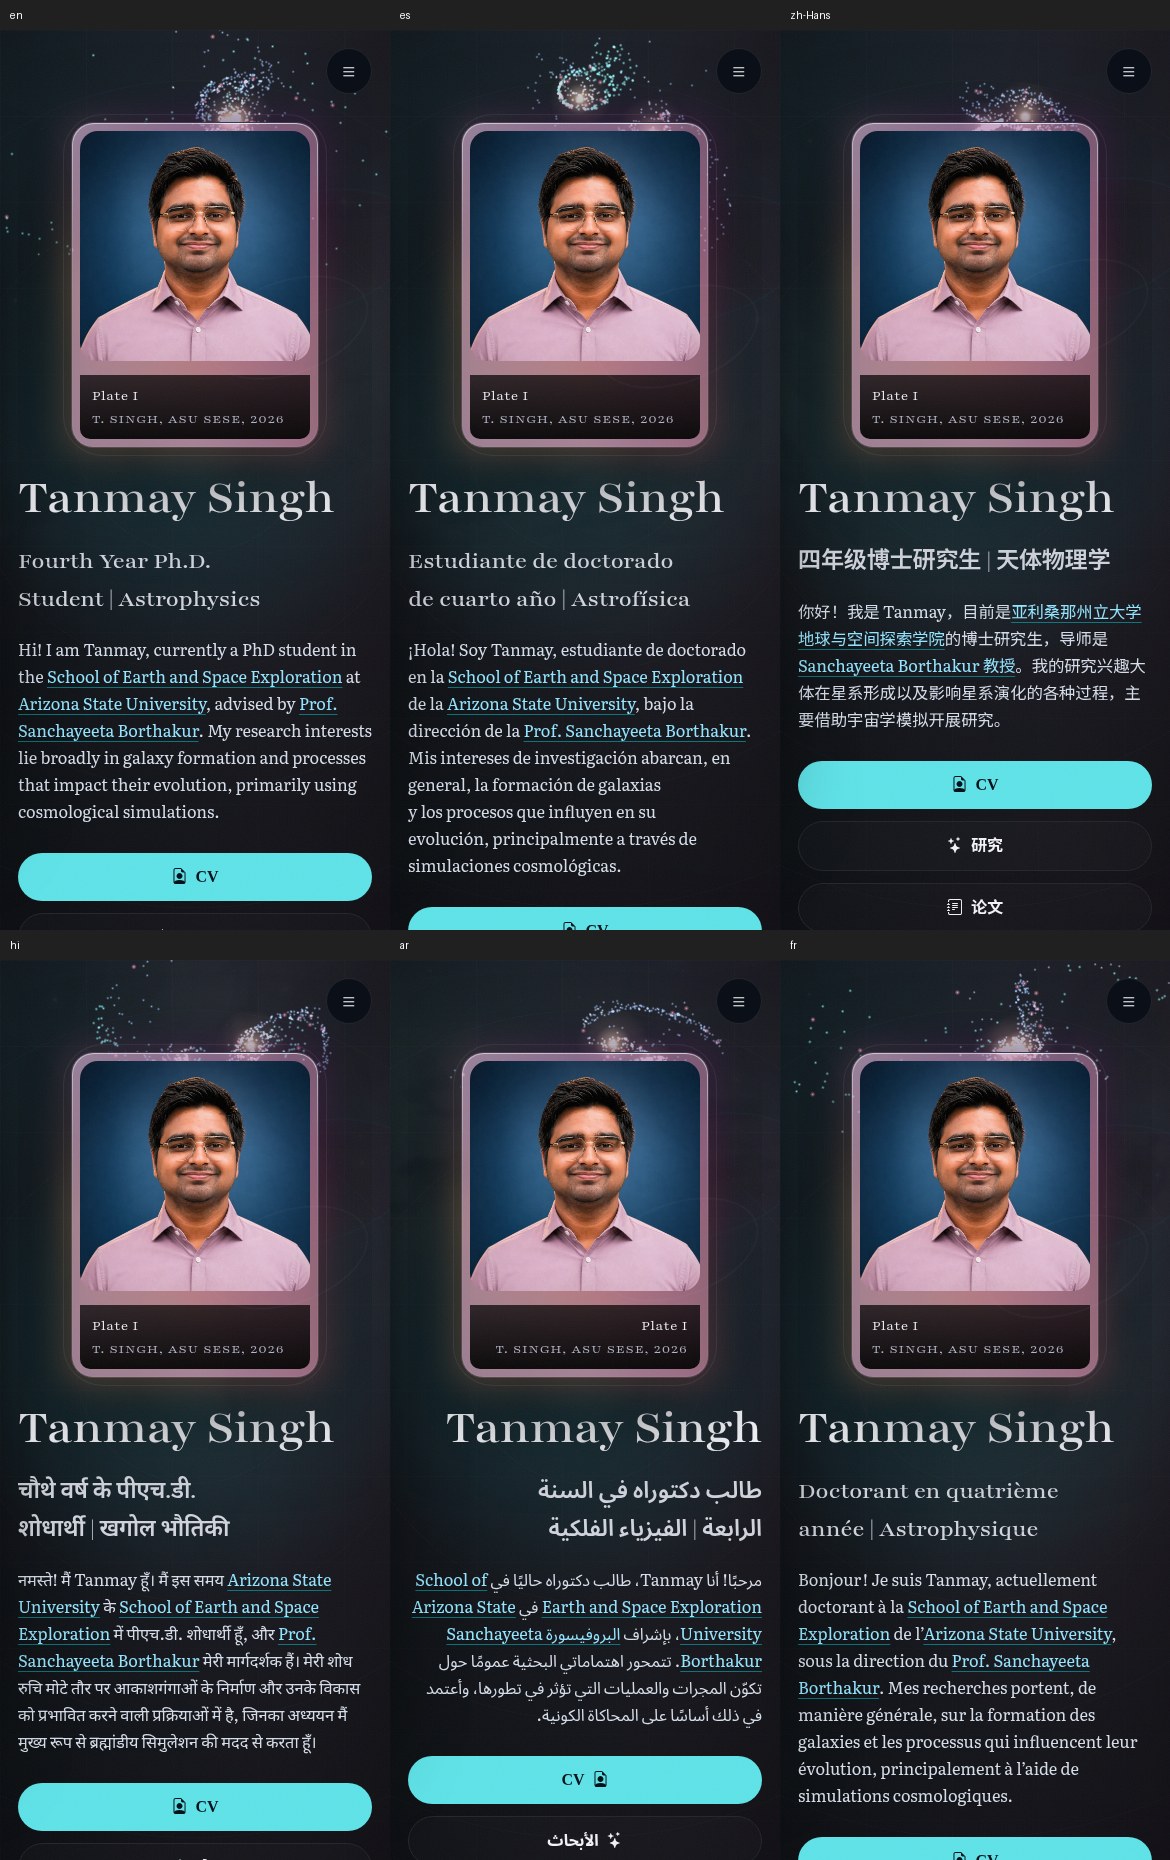 en
Plate I
T. SINGH, ASU SESE, 2026
Tanmay Singh
Fourth Year Ph.D.
Student | Astrophysics
Hi! I am Tanmay, currently a PhD student in
the School of Earth and Space Exploration at
Arizona State University, advised by Prof.
Sanchayeeta Borthakur. My research interests
lie broadly in galaxy formation and processes
that impact their evolution, primarily using
cosmological simulations.
CV
es
Plate I
T. SINGH, ASU SESE, 2026
Tanmay Singh
Estudiante de doctorado
de cuarto año | Astrofísica
¡Hola! Soy Tanmay, estudiante de doctorado
en la School of Earth and Space Exploration
de la Arizona State University, bajo la
dirección de la Prof. Sanchayeeta Borthakur.
Mis intereses de investigación abarcan, en
general, la formación de galaxias
y los procesos que influyen en su
evolución, principalmente a través de
simulaciones cosmológicas.
CV
zh-Hans
Plate I
T. SINGH, ASU SESE, 2026
Tanmay Singh
四年级博士研究生 | 天体物理学
你好！我是 Tanmay，目前是亚利桑那州立大学
地球与空间探索学院的博士研究生，导师是
Sanchayeeta Borthakur 教授。我的研究兴趣大
体在星系形成以及影响星系演化的各种过程，主
要借助宇宙学模拟开展研究。
CV
研究
论文
hi
Plate I
T. SINGH, ASU SESE, 2026
Tanmay Singh
चौथे वर्ष के पीएच.डी.
शोधार्थी | खगोल भौतिकी
नमस्ते! मैं Tanmay हूँ। मैं इस समय Arizona State
University के School of Earth and Space
Exploration में पीएच.डी. शोधार्थी हूँ, और Prof.
Sanchayeeta Borthakur मेरी मार्गदर्शक हैं। मेरी शोध
रुचि मोटे तौर पर आकाशगंगाओं के निर्माण और उनके विकास
को प्रभावित करने वाली प्रक्रियाओं में है, जिनका अध्ययन मैं
मुख्य रूप से ब्रह्मांडीय सिमुलेशन की मदद से करता हूँ।
CV
ar
Plate I
T. SINGH, ASU SESE, 2026
Tanmay Singh
طالب دكتوراه في السنة
الرابعة | الفيزياء الفلكية
مرحبًا! أنا Tanmay، طالب دكتوراه حاليًا في School of
Earth and Space Exploration في Arizona State
University، بإشراف البروفيسورة Sanchayeeta
Borthakur. تتمحور اهتماماتي البحثية عمومًا حول
تكوّن المجرات والعمليات التي تؤثر في تطورها، وأعتمد
في ذلك أساسًا على المحاكاة الكونية.
CV
الأبحاث
fr
Plate I
T. SINGH, ASU SESE, 2026
Tanmay Singh
Doctorant en quatrième
année | Astrophysique
Bonjour ! Je suis Tanmay, actuellement
doctorant à la School of Earth and Space
Exploration de l’Arizona State University,
sous la direction du Prof. Sanchayeeta
Borthakur. Mes recherches portent, de
manière générale, sur la formation des
galaxies et les processus qui influencent leur
évolution, principalement à l’aide de
simulations cosmologiques.
CV